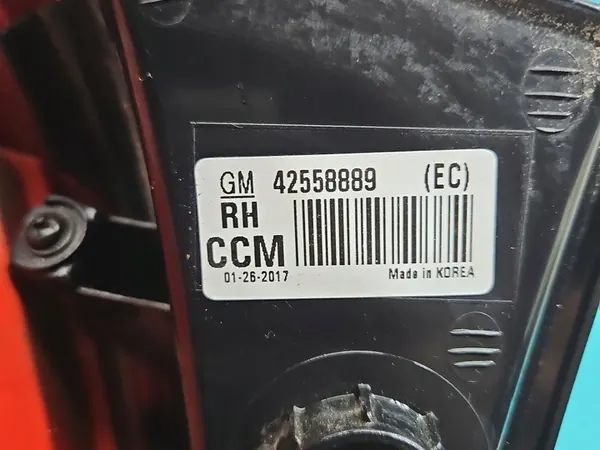 GM 42558889 (EC)
RH
CCM
01-26-2017 Made in KOREA